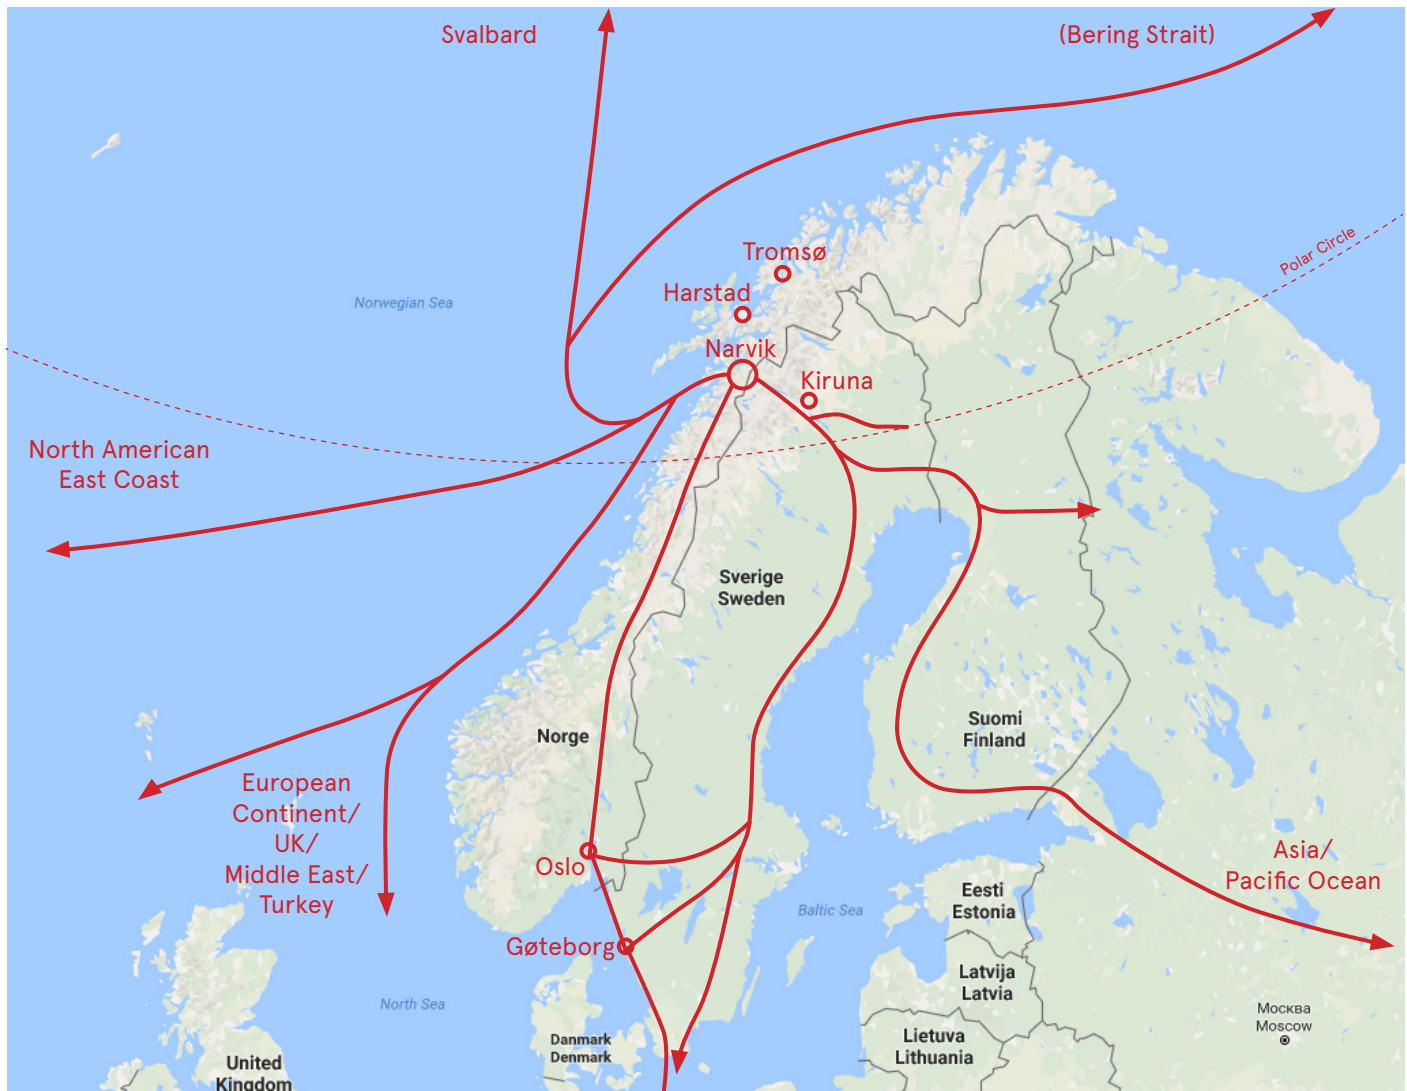 Svalbard
(Bering Strait)
Polar Circle
Tromsø
Harstad
Norwegian Sea
Narvik
Kiruna
North American
East Coast
Sverige
Sweden
Suomi
Finland
Norge
European
Continent/
UK/
Middle East/
Turkey
Oslo
Asia/
Pacific Ocean
Eesti
Estonia
Baltic Sea
Gøteborg
Latvija
Latvia
North Sea
Москва
Moscow
Danmark
Denmark
Lietuva
Lithuania
United
Kingdom